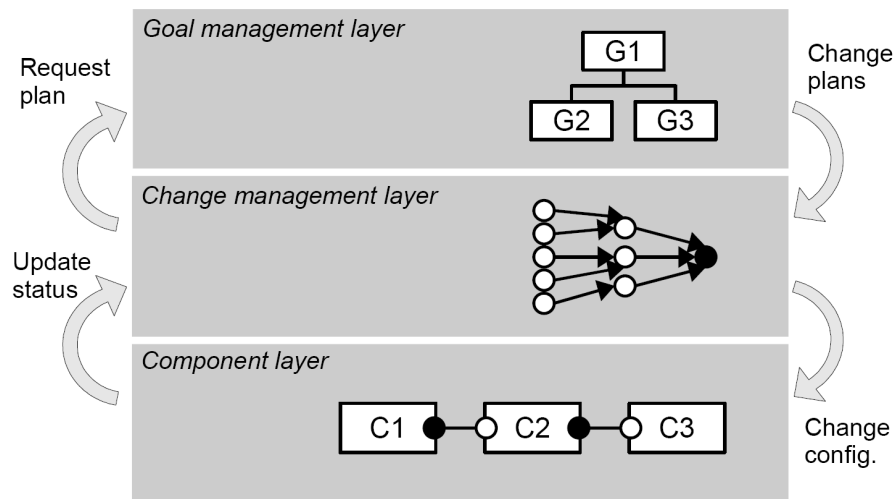 Goal management layer
G1
G2 G3
Request
plan
Change
plans
Change management layer
Update
status
Component layer
C1 C2 C3
Change
config.